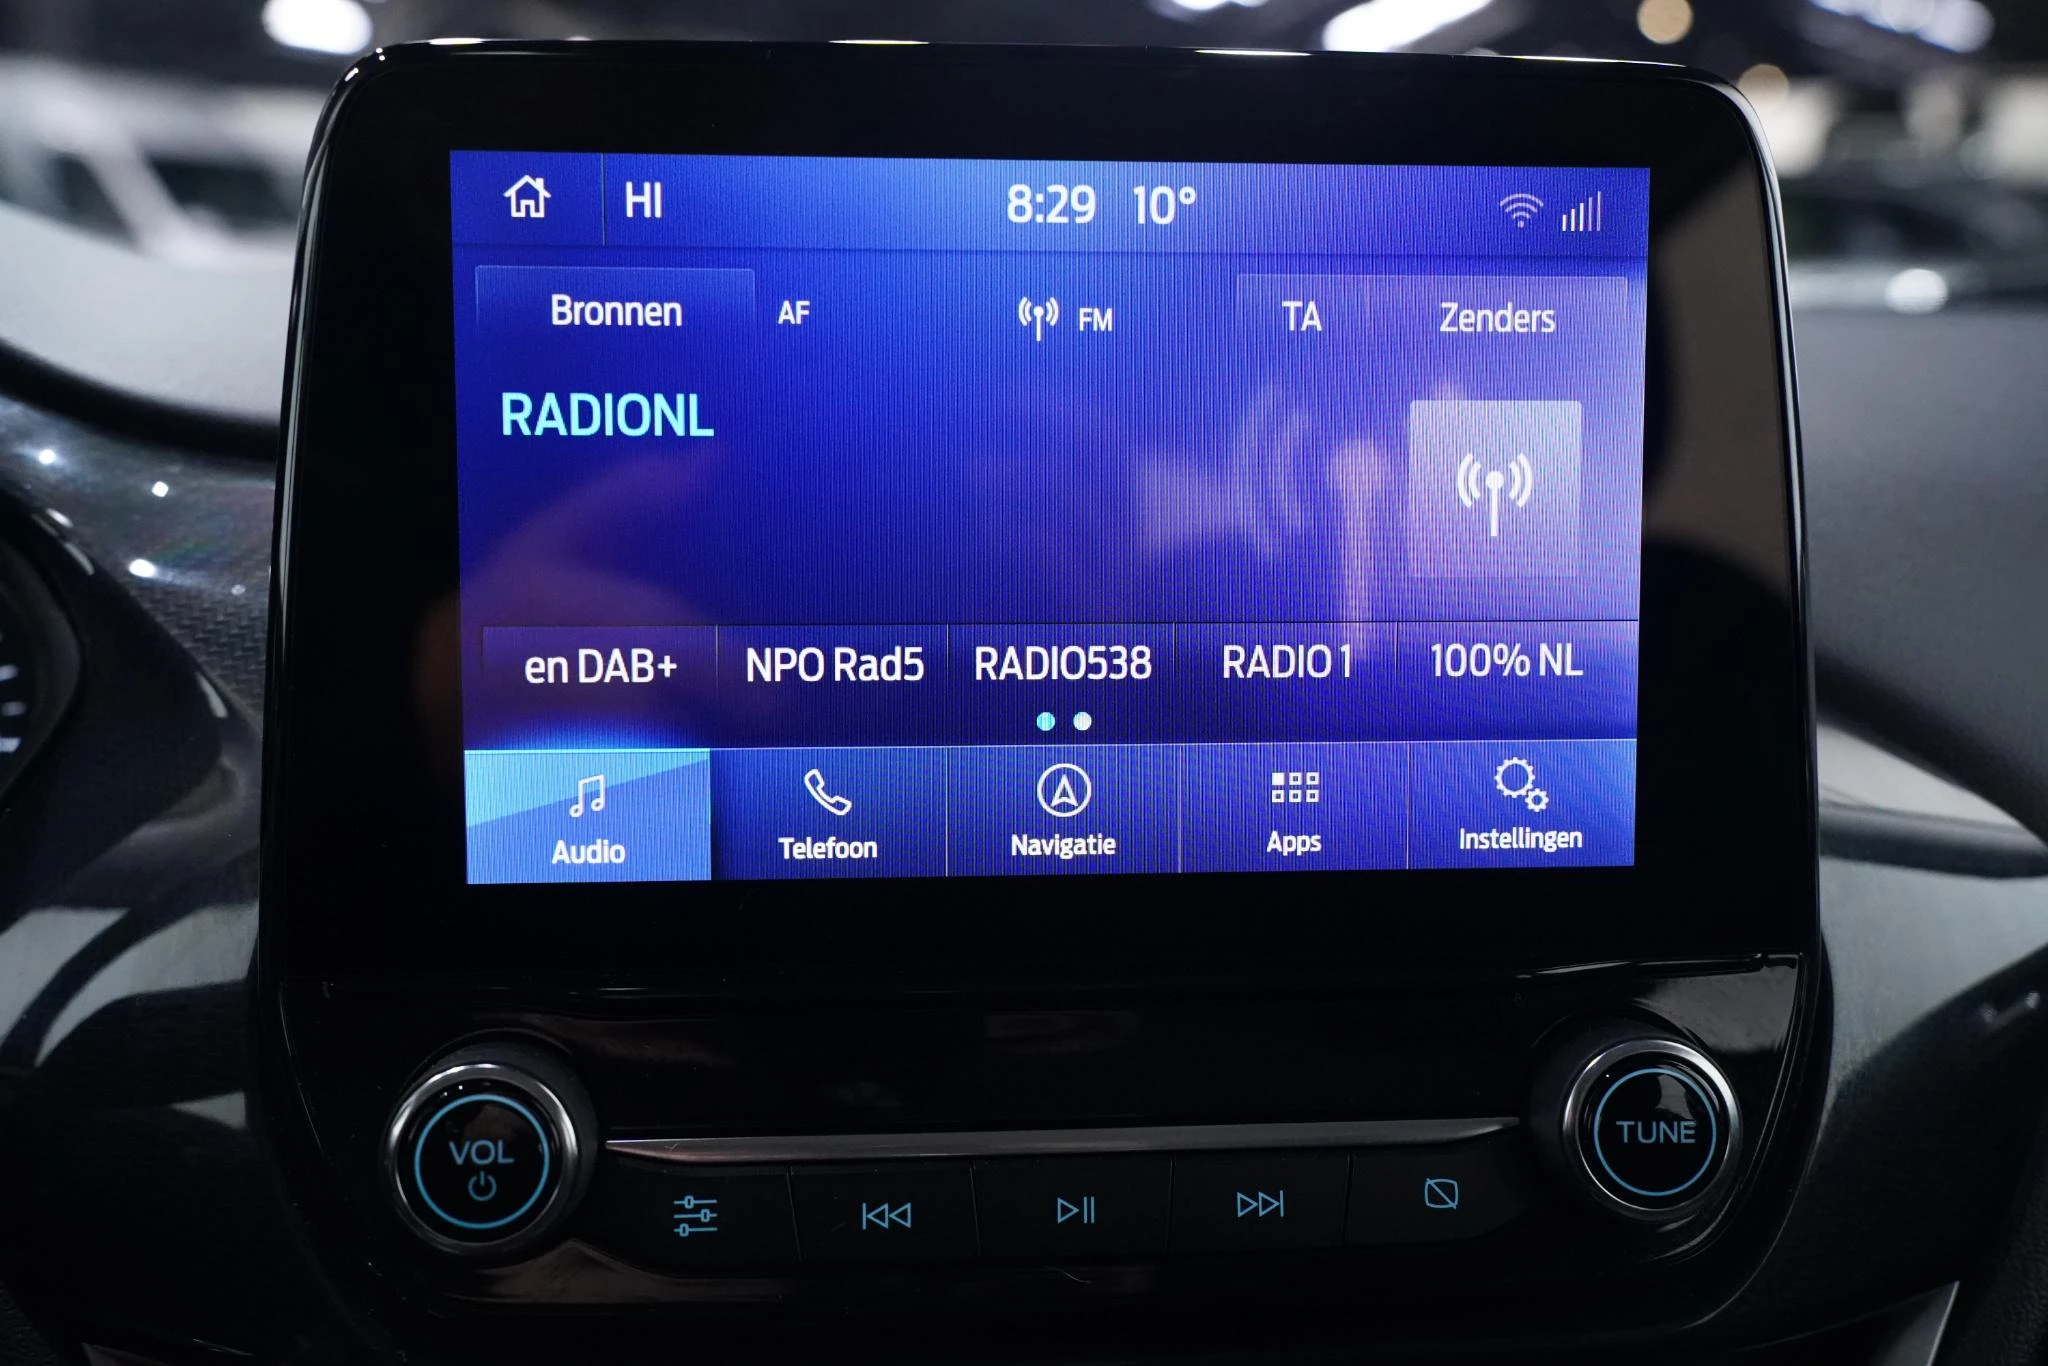 HI 8:29 10°
Bronnen AF FM TA Zenders
RADIONL
en DAB+ NPO Rad5 RADIO538 RADIO 1 100% NL
Audio Telefoon Navigatie Apps Instellingen
VOL TUNE